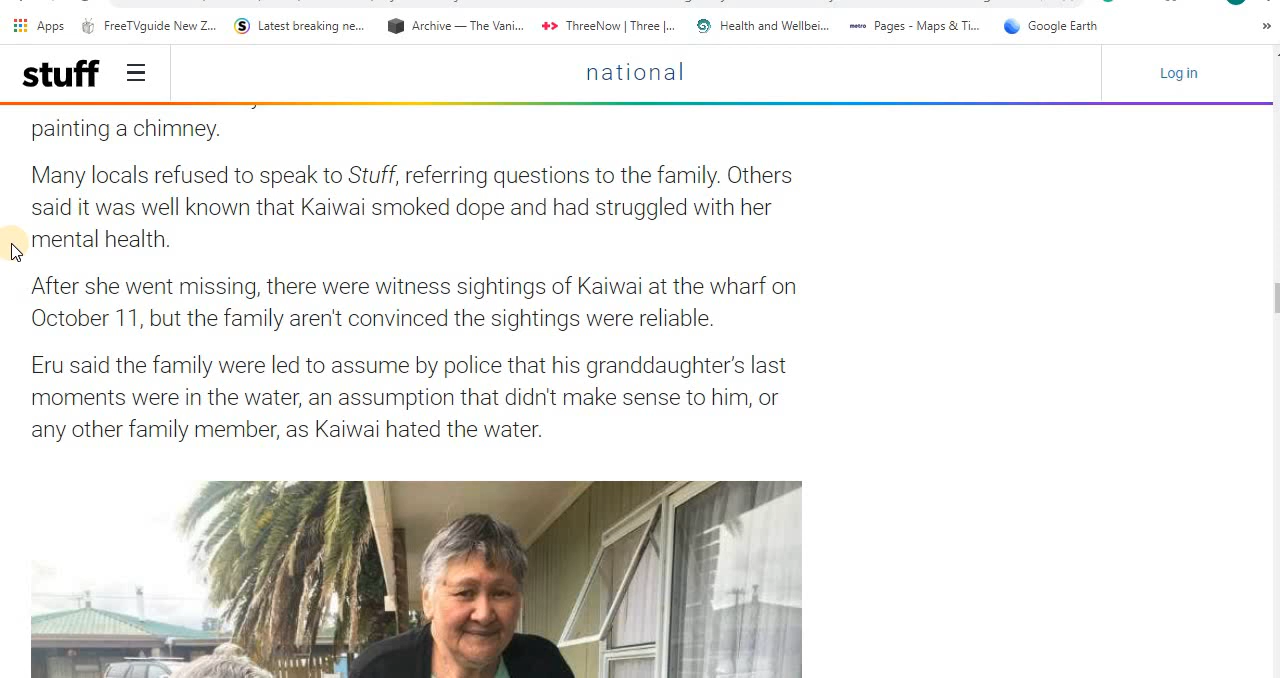 Apps
FreeTVguide New Z...
Latest breaking ne...
Archive — The Vani...
ThreeNow | Three |...
Health and Wellbei...
metro Pages - Maps & Ti...
Google Earth
»
stuff
national
Log in
painting a chimney.
Many locals refused to speak to Stuff, referring questions to the family. Others
said it was well known that Kaiwai smoked dope and had struggled with her
mental health.
After she went missing, there were witness sightings of Kaiwai at the wharf on
October 11, but the family aren't convinced the sightings were reliable.
Eru said the family were led to assume by police that his granddaughter’s last
moments were in the water, an assumption that didn't make sense to him, or
any other family member, as Kaiwai hated the water.